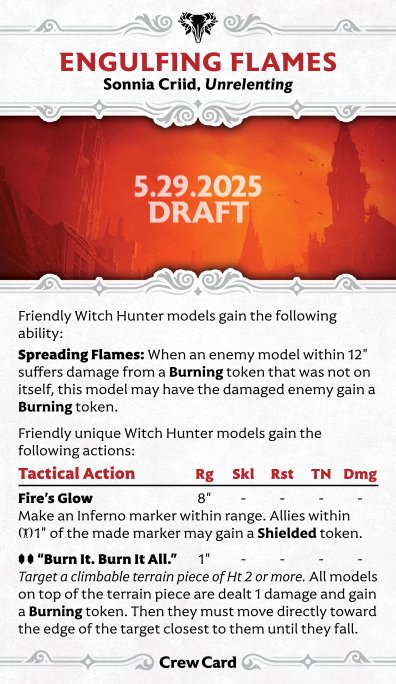 ENGULFING FLAMES
Sonnia Criid, Unrelenting
5.29.2025
DRAFT
Friendly Witch Hunter models gain the following
ability:
Spreading Flames: When an enemy model within 12"
suffers damage from a Burning token that was not on
itself, this model may have the damaged enemy gain a
Burning token.
Friendly unique Witch Hunter models gain the
following actions:
Tactical Action Rg Skl Rst TN Dmg
Fire's Glow 8" - - - -
Make an Inferno marker within range. Allies within
1" of the made marker may gain a Shielded token.
“Burn It. Burn It All.” 1" - - - -
Target a climbable terrain piece of Ht 2 or more. All models
on top of the terrain piece are dealt 1 damage and gain
a Burning token. Then they must move directly toward
the edge of the target closest to them until they fall.
Crew Card